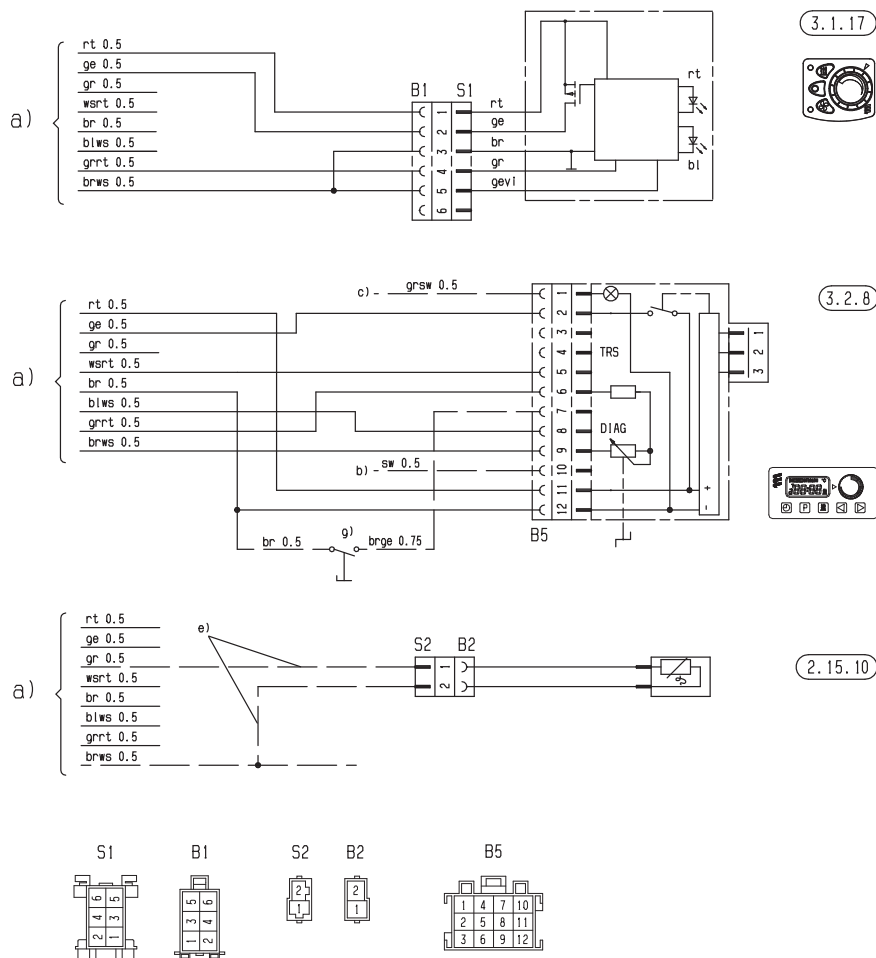 3.1.17
a)
rt 0.5
ge 0.5
gr 0.5
wsrt 0.5
br 0.5
blws 0.5
grrt 0.5
brws 0.5
B1 S1
1
2
3
4
5
6
rt
ge
br
gr
gevi
rt
bl
3.2.8
a)
c)
grsw 0.5
rt 0.5
ge 0.5
gr 0.5
wsrt 0.5
br 0.5
blws 0.5
grrt 0.5
brws 0.5
b)
sw 0.5
br 0.5
g)
brge 0.75
1
2
3
4
5
6
7
8
9
10
11
12
B5
TRS
DIAG
+
-
1
2
3
P
2.15.10
a)
rt 0.5
ge 0.5
gr 0.5
wsrt 0.5
br 0.5
blws 0.5
grrt 0.5
brws 0.5
e)
S2 B2
1
2
S1 B1 S2 B2 B5
6 5
4 3
2 1
5 6
3 4
1 2
2
1
2
1
1 4 7 10
2 5 8 11
3 6 9 12